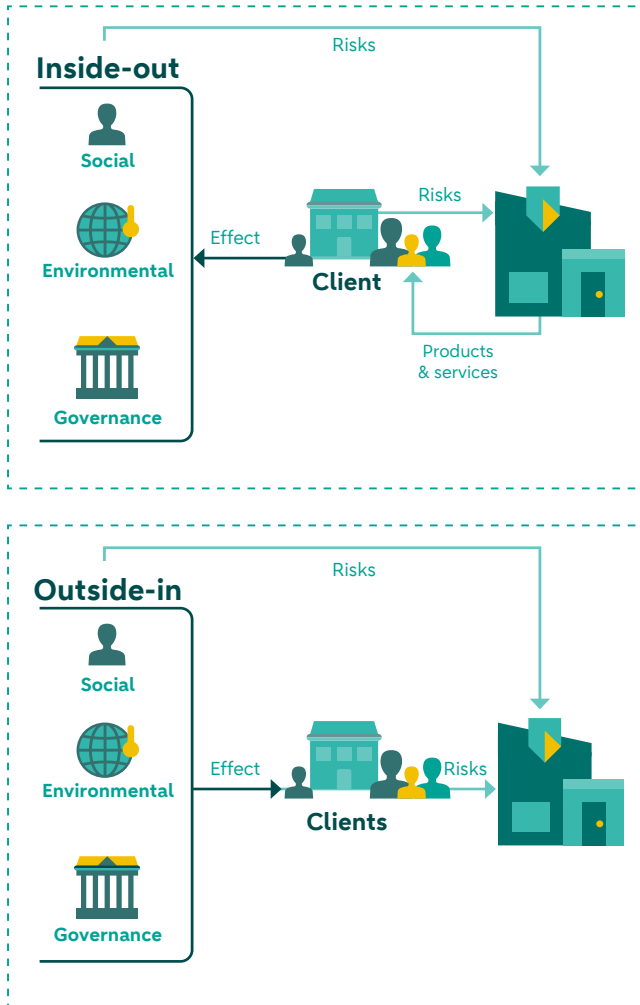 Risks
Inside-out
Social
Risks
Environmental
Effect
Client
Products
& services
Governance
Risks
Outside-in
Social
Environmental
Effect
Risks
Clients
Governance